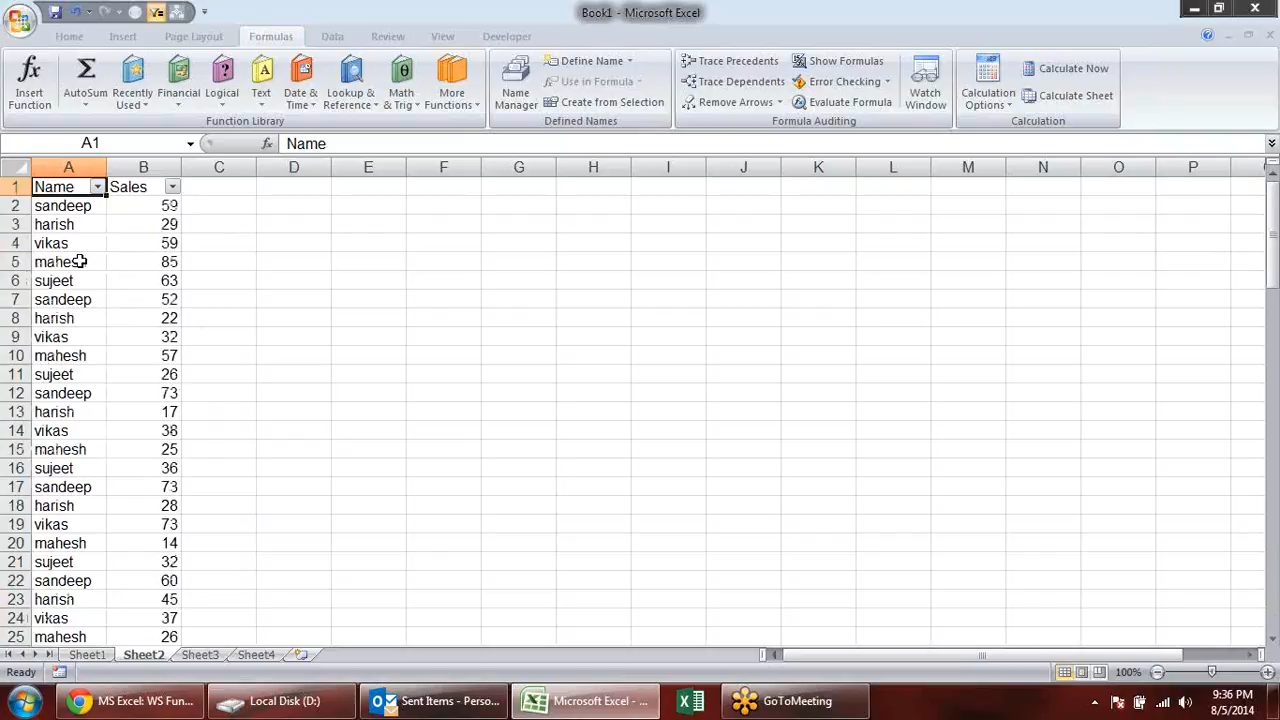 Book1 - Microsoft Excel
Home Insert Page Layout Formulas Data Review View Developer
Insert Function
AutoSum
Recently Used
Financial
Logical
Text
Date & Time
Lookup & Reference
Math & Trig
More Functions
Function Library
Name Manager
Define Name
Use in Formula
Create from Selection
Defined Names
Trace Precedents
Trace Dependents
Remove Arrows
Show Formulas
Error Checking
Evaluate Formula
Formula Auditing
Watch Window
Calculation Options
Calculate Now
Calculate Sheet
Calculation
A1 fx Name
A B C D E F G H I J K L M N O P
1 Name Sales
2 sandeep 59
3 harish 29
4 vikas 59
5 mahesh 85
6 sujeet 63
7 sandeep 52
8 harish 22
9 vikas 32
10 mahesh 57
11 sujeet 26
12 sandeep 73
13 harish 17
14 vikas 38
15 mahesh 25
16 sujeet 36
17 sandeep 73
18 harish 28
19 vikas 73
20 mahesh 14
21 sujeet 32
22 sandeep 60
23 harish 45
24 vikas 37
25 mahesh 26
Sheet1 Sheet2 Sheet3 Sheet4
Ready 100%
MS Excel: WS Fun... Local Disk (D:) Sent Items - Perso... Microsoft Excel - ... GoToMeeting
9:36 PM
8/5/2014